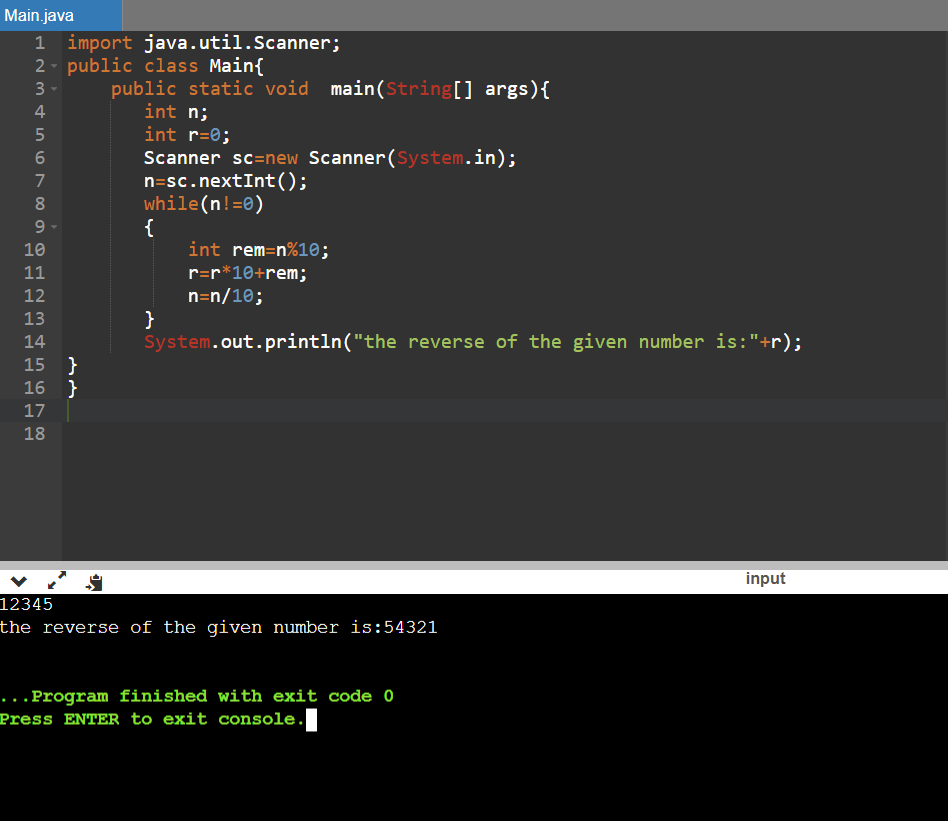 Main.java
1 import java.util.Scanner;
2 public class Main{
3     public static void  main(String[] args){
4        int n;
5        int r=0;
6        Scanner sc=new Scanner(System.in);
7        n=sc.nextInt();
8        while(n!=0)
9        {
10            int rem=n%10;
11            r=r*10+rem;
12            n=n/10;
13        }
14        System.out.println("the reverse of the given number is:"+r);
15 }
16 }
17
18
input
12345
the reverse of the given number is:54321
...Program finished with exit code 0
Press ENTER to exit console.